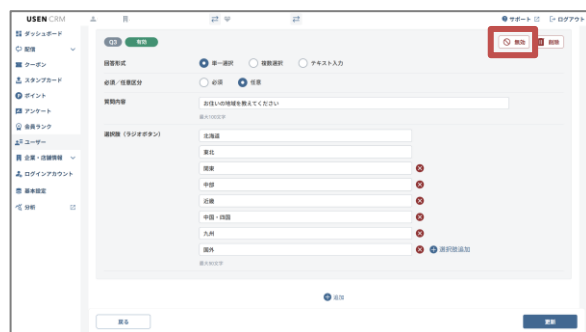 USEN CRM
サポート
ログアウト
ダッシュボード
配信
クーポン
スタンプカード
ポイント
アンケート
会員ランク
ユーザー
企業・店舗情報
ログインアカウント
基本設定
分析
Q3 有効
無効 削除
回答形式 単一選択 複数選択 テキスト入力
必須／任意区分 必須 任意
質問内容 お住いの地域を教えてください
最大100文字
選択肢（ラジオボタン） 北海道
東北
関東
中部
近畿
中国・四国
九州
国外 選択肢追加
追加
戻る 更新